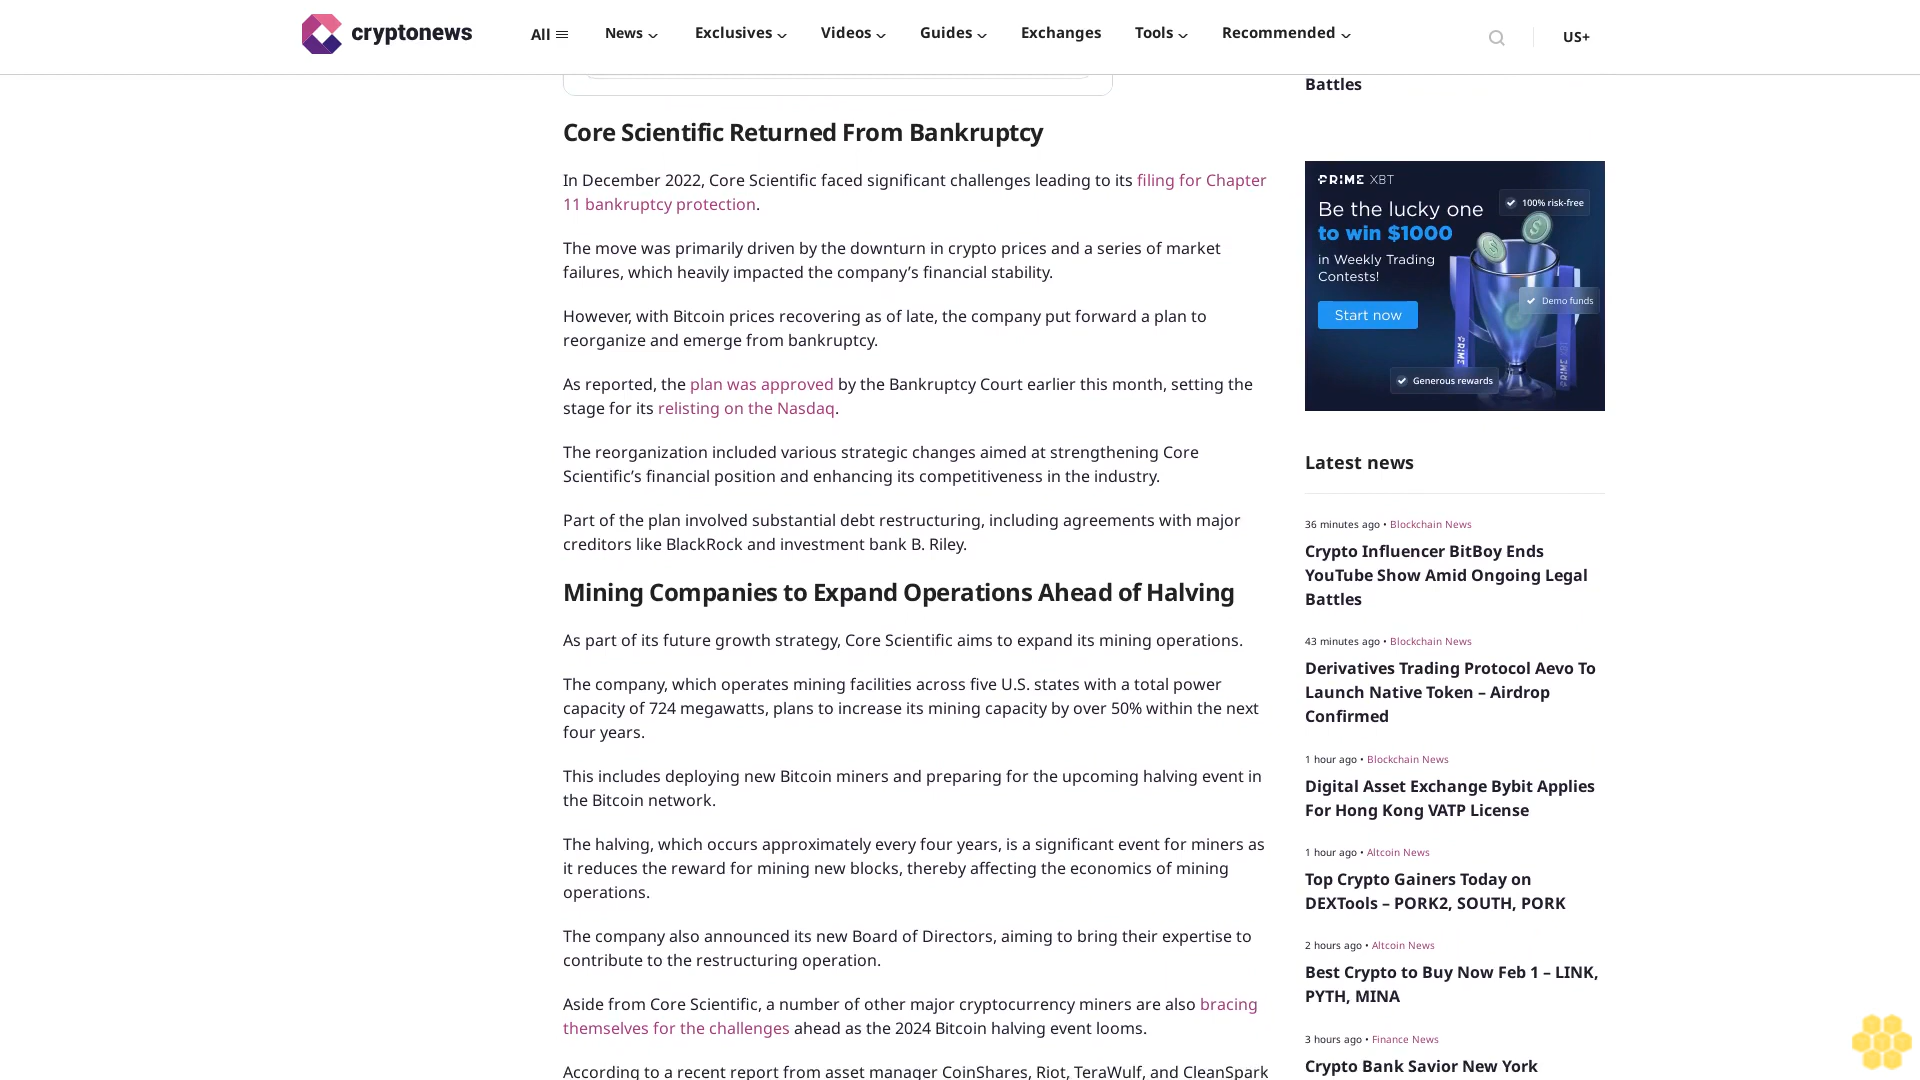 cryptonews
All
News
Exclusives
Videos
Guides
Exchanges
Tools
Recommended
US+
Core Scientific Returned From Bankruptcy
In December 2022, Core Scientific faced significant challenges leading to its filing for Chapter
11 bankruptcy protection.
The move was primarily driven by the downturn in crypto prices and a series of market
failures, which heavily impacted the company’s financial stability.
However, with Bitcoin prices recovering as of late, the company put forward a plan to
reorganize and emerge from bankruptcy.
As reported, the plan was approved by the Bankruptcy Court earlier this month, setting the
stage for its relisting on the Nasdaq.
The reorganization included various strategic changes aimed at strengthening Core
Scientific’s financial position and enhancing its competitiveness in the industry.
Part of the plan involved substantial debt restructuring, including agreements with major
creditors like BlackRock and investment bank B. Riley.
Mining Companies to Expand Operations Ahead of Halving
As part of its future growth strategy, Core Scientific aims to expand its mining operations.
The company, which operates mining facilities across five U.S. states with a total power
capacity of 724 megawatts, plans to increase its mining capacity by over 50% within the next
four years.
This includes deploying new Bitcoin miners and preparing for the upcoming halving event in
the Bitcoin network.
The halving, which occurs approximately every four years, is a significant event for miners as
it reduces the reward for mining new blocks, thereby affecting the economics of mining
operations.
The company also announced its new Board of Directors, aiming to bring their expertise to
contribute to the restructuring operation.
Aside from Core Scientific, a number of other major cryptocurrency miners are also bracing
themselves for the challenges ahead as the 2024 Bitcoin halving event looms.
According to a recent report from asset manager CoinShares, Riot, TeraWulf, and CleanSpark
Battles
PRIME XBT
100% risk-free
Be the lucky one
to win $1000
in Weekly Trading
Contests!
Demo funds
Start now
PRIME
PRIME XBT
Generous rewards
Latest news
36 minutes ago • Blockchain News
Crypto Influencer BitBoy Ends
YouTube Show Amid Ongoing Legal
Battles
43 minutes ago • Blockchain News
Derivatives Trading Protocol Aevo To
Launch Native Token – Airdrop
Confirmed
1 hour ago • Blockchain News
Digital Asset Exchange Bybit Applies
For Hong Kong VATP License
1 hour ago • Altcoin News
Top Crypto Gainers Today on
DEXTools – PORK2, SOUTH, PORK
2 hours ago • Altcoin News
Best Crypto to Buy Now Feb 1 – LINK,
PYTH, MINA
3 hours ago • Finance News
Crypto Bank Savior New York